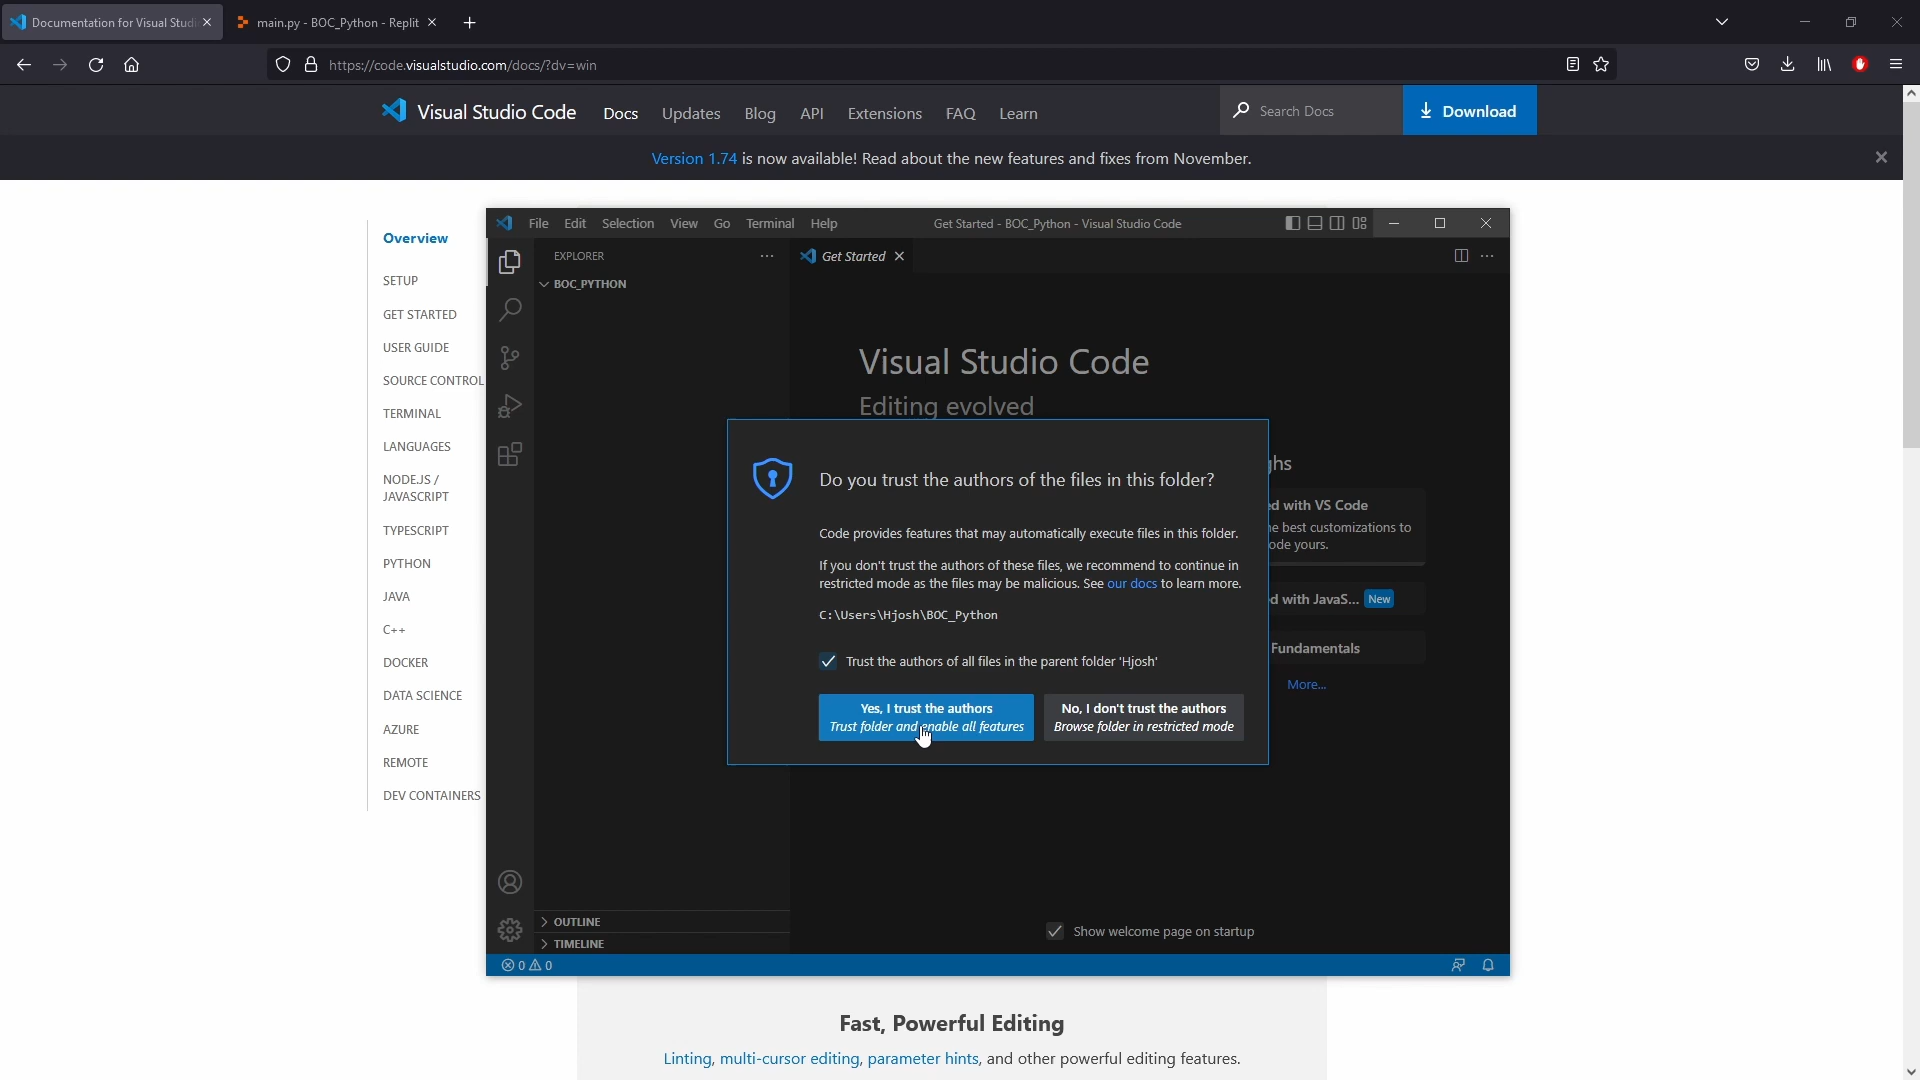 Documentation for Visual Studi
main.py - BOC_Python - Replit
https://code.visualstudio.com/docs/?dv=win
Visual Studio Code
Docs
Updates
Blog
API
Extensions
FAQ
Learn
Search Docs
Download
Version 1.74 is now available! Read about the new features and fixes from November.
Overview
SETUP
GET STARTED
USER GUIDE
SOURCE CONTROL
TERMINAL
LANGUAGES
NODE.JS /
JAVASCRIPT
TYPESCRIPT
PYTHON
JAVA
C++
DOCKER
DATA SCIENCE
AZURE
REMOTE
DEV CONTAINERS
File Edit Selection View Go Terminal Help
Get Started - BOC_Python - Visual Studio Code
EXPLORER
Get Started
BOC_PYTHON
Visual Studio Code
Editing evolved
Do you trust the authors of the files in this folder?
Code provides features that may automatically execute files in this folder.
If you don't trust the authors of these files, we recommend to continue in
restricted mode as the files may be malicious. See our docs to learn more.
C:\Users\Hjosh\BOC_Python
Trust the authors of all files in the parent folder 'Hjosh'
Yes, I trust the authors
Trust folder and enable all features
No, I don't trust the authors
Browse folder in restricted mode
ghs
ed with VS Code
he best customizations to
ode yours.
d with JavaS... New
Fundamentals
More...
OUTLINE
TIMELINE
Show welcome page on startup
0 0
Fast, Powerful Editing
Linting, multi-cursor editing, parameter hints, and other powerful editing features.